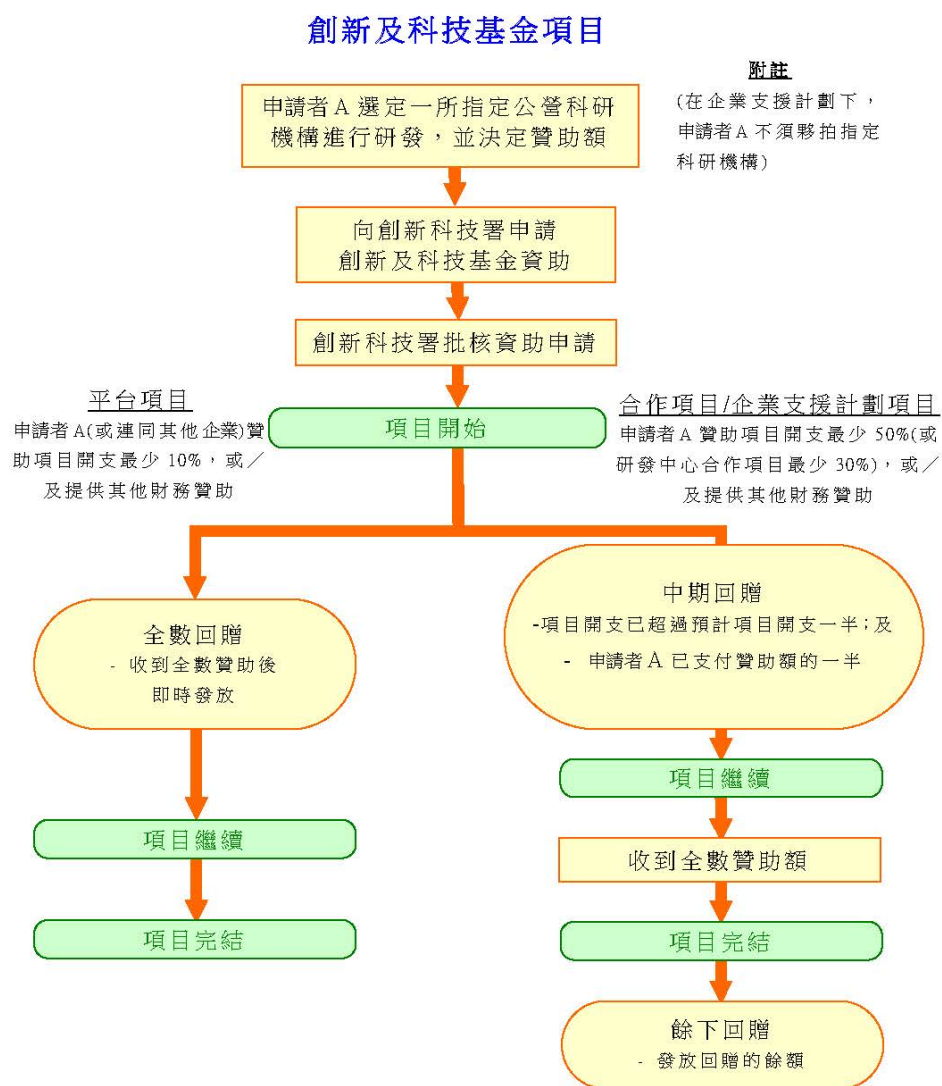 創新及科技基金項目
附註
(在企業支援計劃下，
申請者A不須夥拍指定
科研機構)
申請者A選定一所指定公營科研
機構進行研發，並決定贊助額
向創新科技署申請
創新及科技基金資助
創新科技署批核資助申請
項目開始
平台項目
申請者A(或連同其他企業)贊
助項目開支最少10%，或／
及提供其他財務贊助
合作項目/企業支援計劃項目
申請者A贊助項目開支最少50%(或
研發中心合作項目最少30%)，或／
及提供其他財務贊助
全數回贈
- 收到全數贊助後
即時發放
項目繼續
項目完結
中期回贈
-項目開支已超過預計項目開支一半；及
- 申請者A已支付贊助額的一半
項目繼續
收到全數贊助額
項目完結
餘下回贈
- 發放回贈的餘額